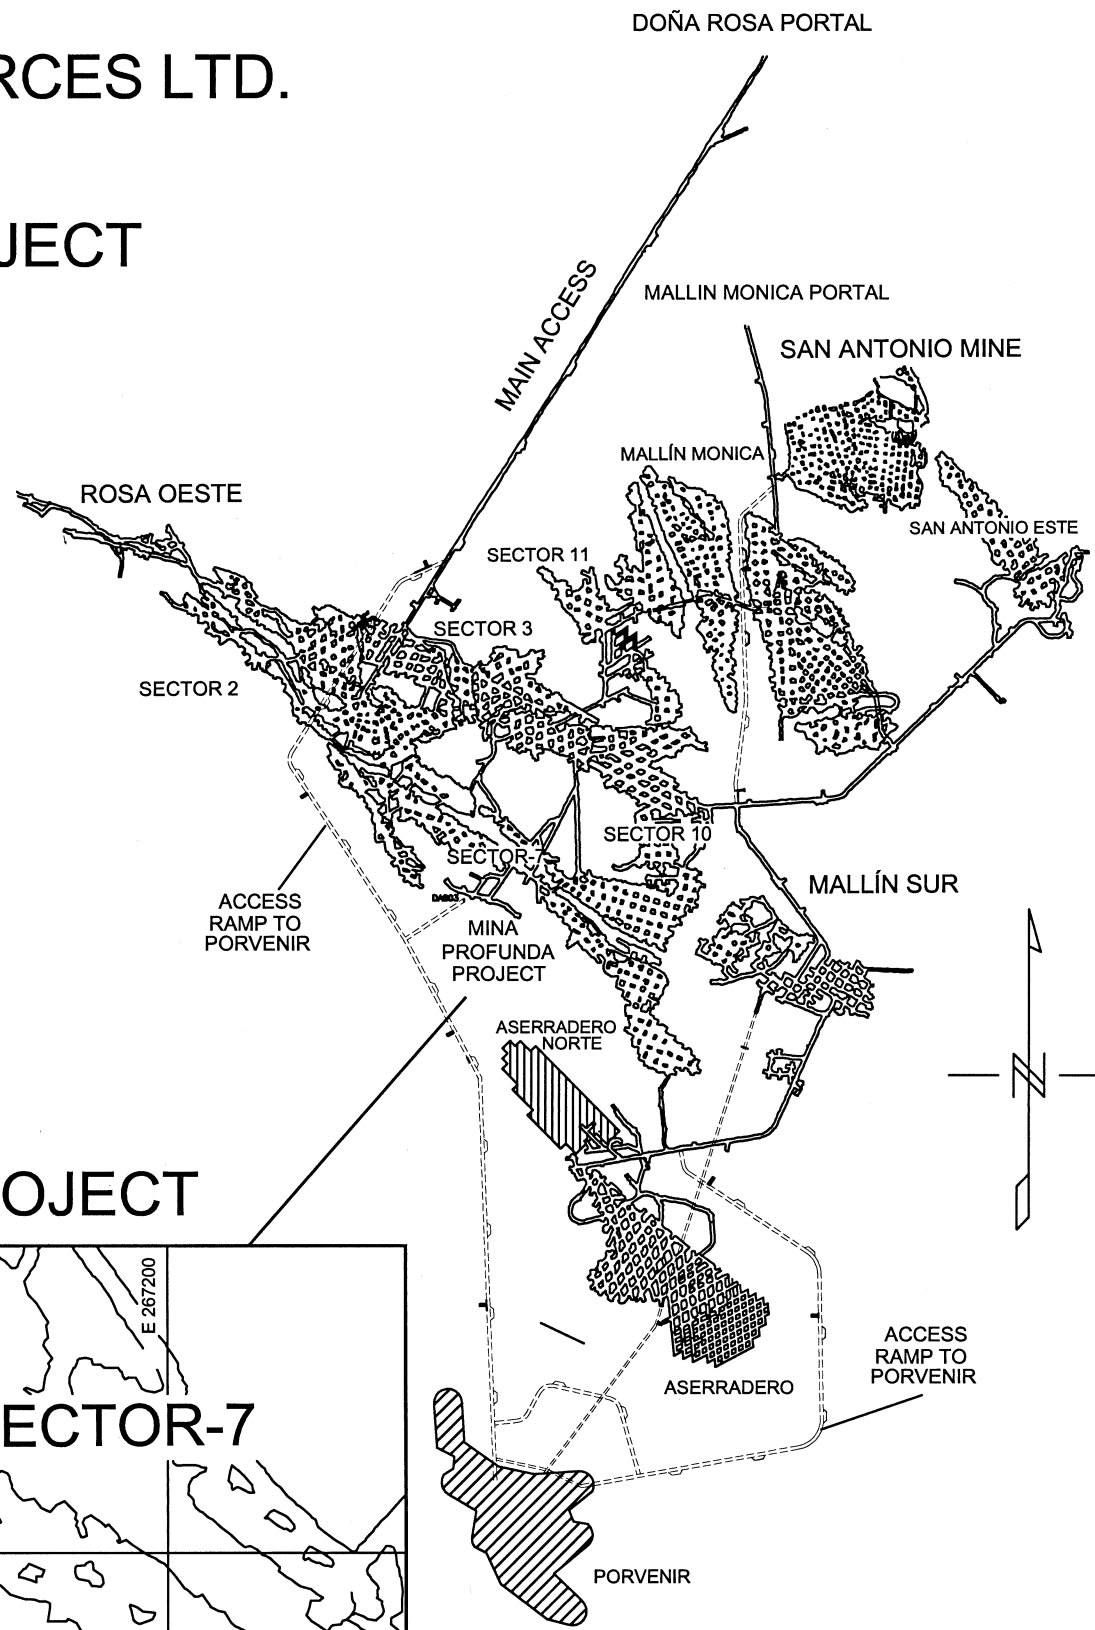 DOÑA ROSA PORTAL
RCES LTD.
JECT
MAIN ACCESS
MALLIN MONICA PORTAL
SAN ANTONIO MINE
MALLÍN MONICA
ROSA OESTE
SAN ANTONIO ESTE
SECTOR 11
SECTOR 3
SECTOR 2
SECTOR 10
SECTOR-7
MALLÍN SUR
ACCESS
RAMP TO
PORVENIR
MINA
PROFUNDA
PROJECT
ASERRADERO
NORTE
N
OJECT
E 267200
ACCESS
RAMP TO
PORVENIR
ASERRADERO
ECTOR-7
PORVENIR